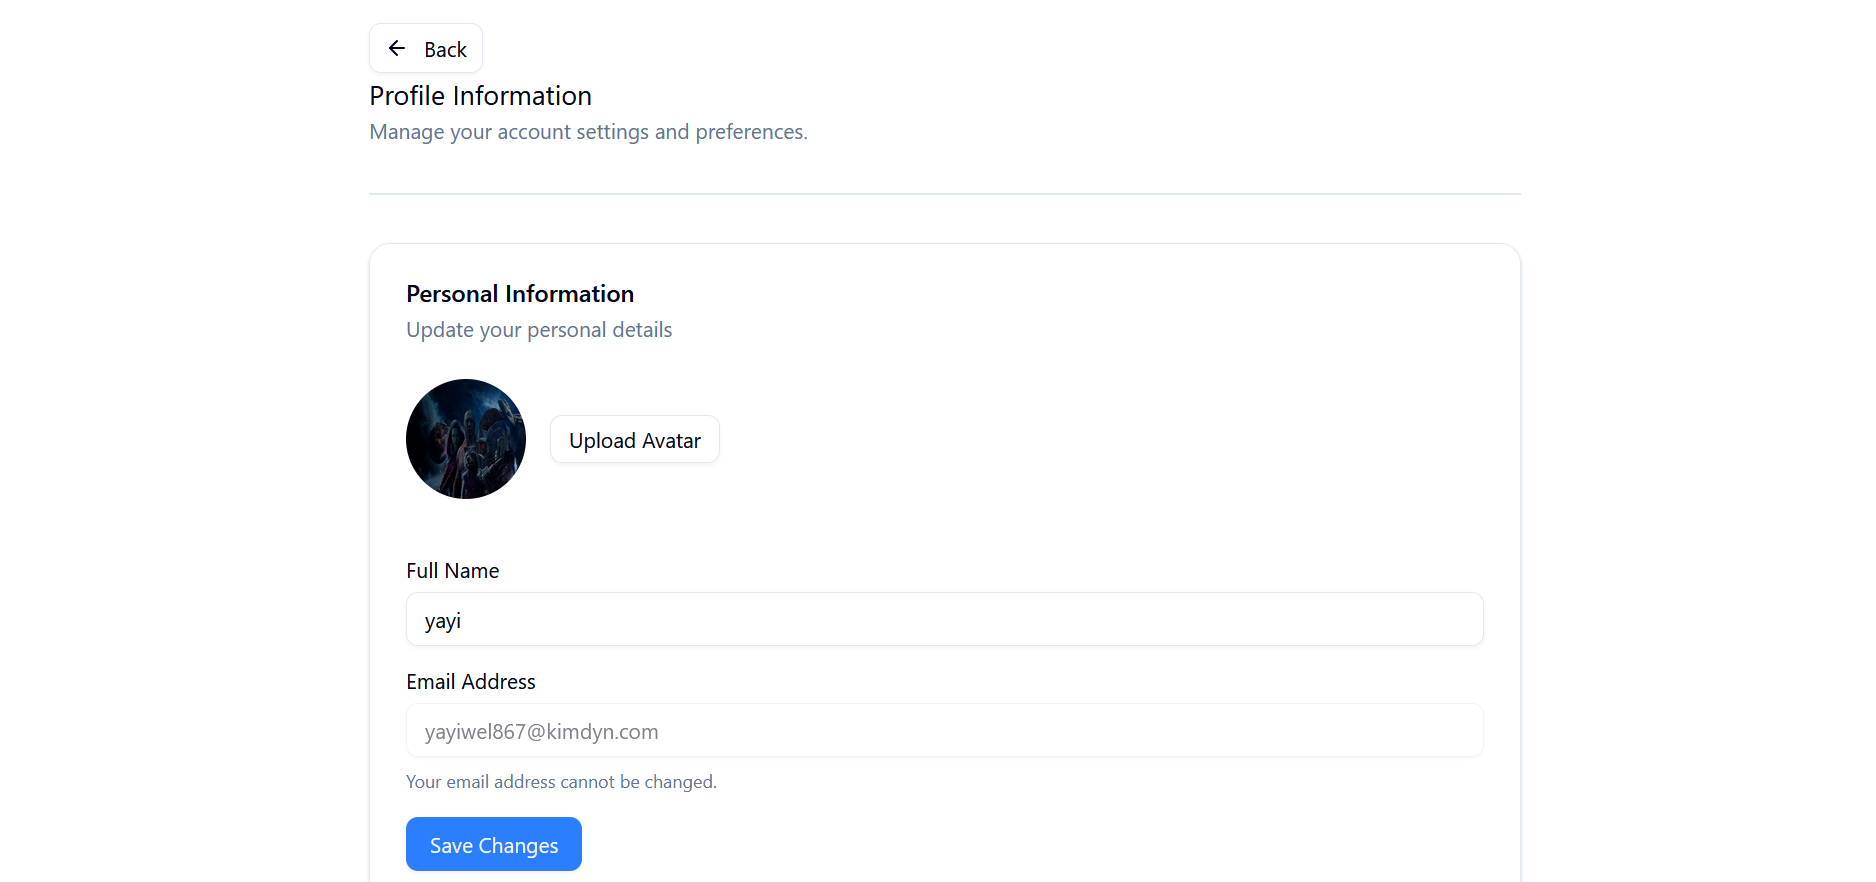 Back
Profile Information
Manage your account settings and preferences.
Personal Information
Update your personal details
Upload Avatar
Full Name
yayi
Email Address
yayiwel867@kimdyn.com
Your email address cannot be changed.
Save Changes